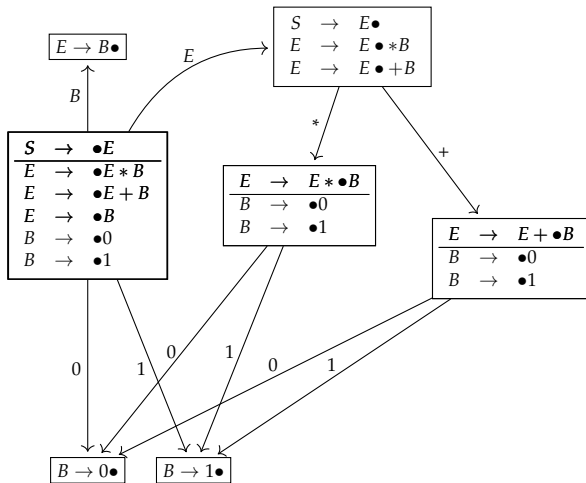 S → E●
E → E● *B
E → E● +B
E → B●
E
B
S → ●E
E → ●E * B
E → ●E + B
E → ●B
B → ●0
B → ●1
*
+
E → E * ●B
B → ●0
B → ●1
E → E + ●B
B → ●0
B → ●1
0
1
0
1
0
1
B → 0●
B → 1●